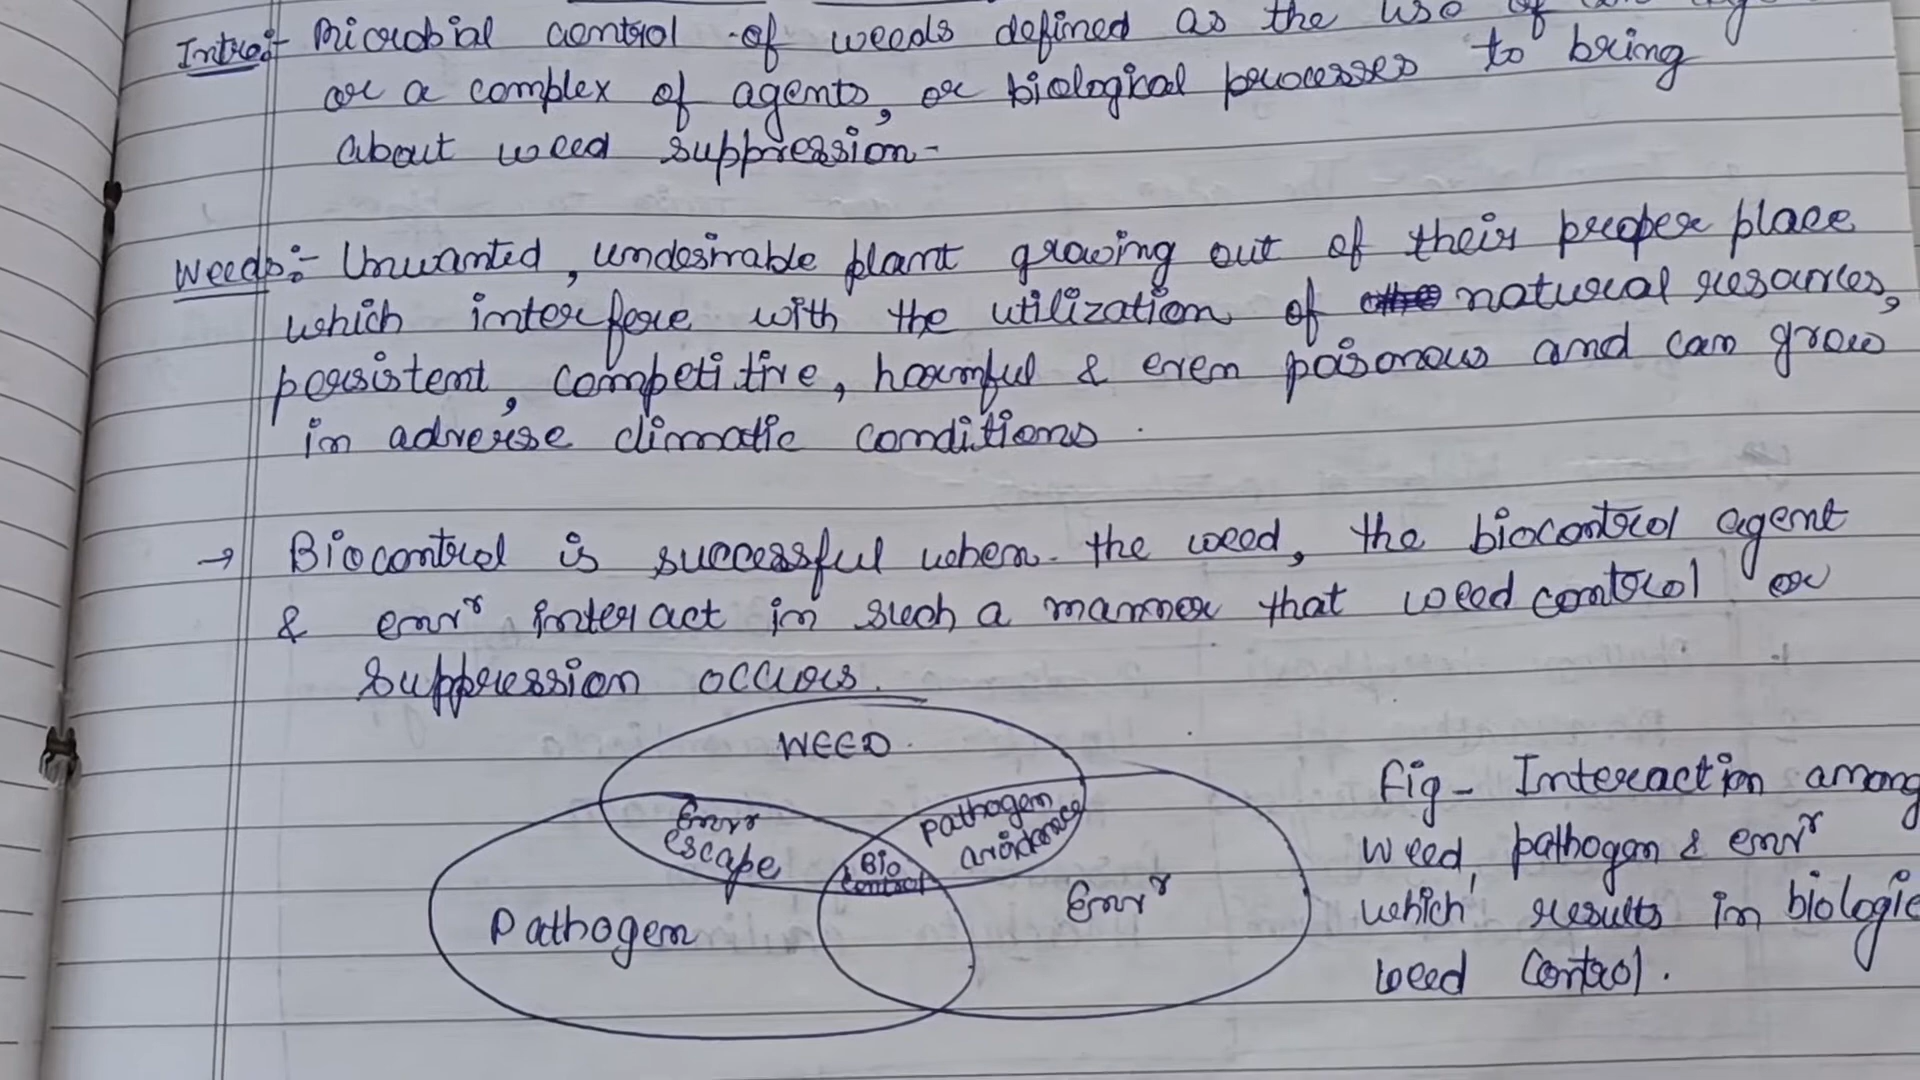 Intro:- Microbial control of weeds defined as the use of
or a complex of agents, or biological processes to bring
about weed suppression-
Weeds:- Unwanted, undesirable plant growing out of their proper place
which interfere with the utilization of natural resources,
persistent, competitive, harmful & even poisonous and can grow
in adverse climatic conditions.
→ Biocontrol is successful when the weed, the biocontrol agent
& envr interact in such a manner that weed control or
suppression occurs.
WEED
Envr
escape
pathogen
avoidance
Bio
control
Pathogen
Envr
Fig - Interaction among
weed, pathogen & envr
which results in biologic
weed control.